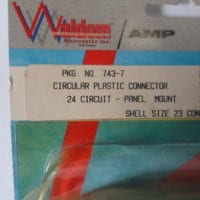 Waldom
Electronics Inc.
AMP
PKG. NO. 743-7
CIRCULAR PLASTIC CONNECTOR
24 CIRCUIT - PANEL MOUNT
SHELL SIZE 23 CON